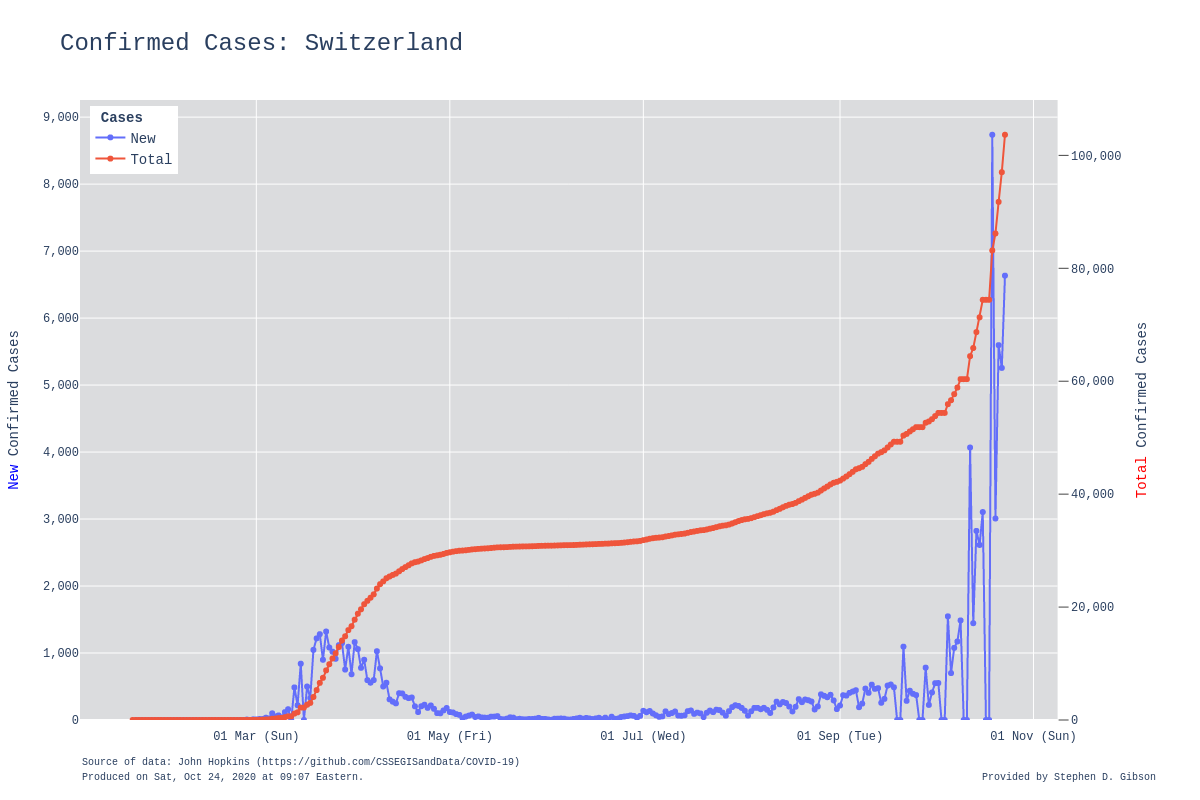 Confirmed Cases: Switzerland
Cases
New
Total
9,000
8,000
7,000
6,000
5,000
4,000
3,000
2,000
1,000
0
New Confirmed Cases
100,000
80,000
60,000
40,000
20,000
0
Total Confirmed Cases
01 Mar (Sun) 01 May (Fri) 01 Jul (Wed) 01 Sep (Tue) 01 Nov (Sun)
Source of data: John Hopkins (https://github.com/CSSEGISandData/COVID-19)
Produced on Sat, Oct 24, 2020 at 09:07 Eastern.
Provided by Stephen D. Gibson